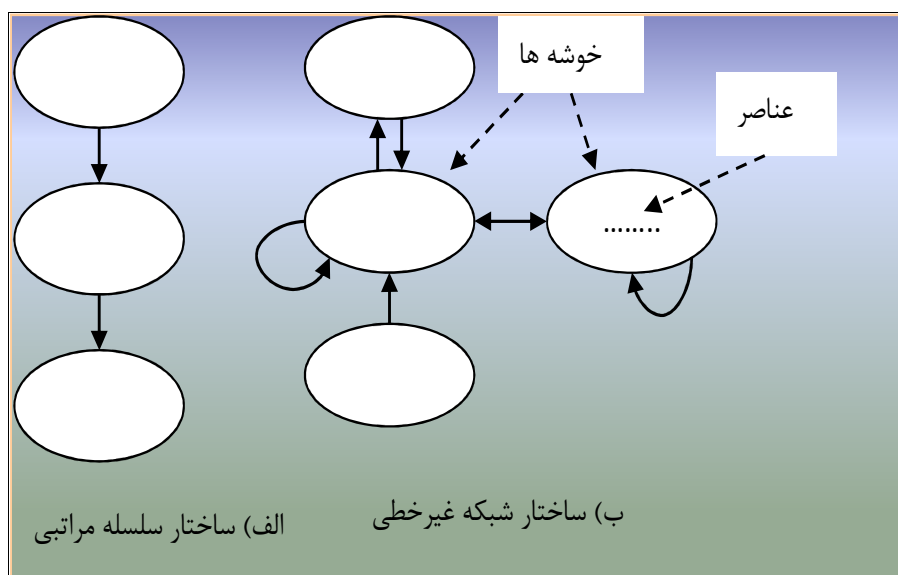 خوشه ها
عناصر
........
ب) ساختار شبکه غیرخطی
الف) ساختار سلسله مراتبی